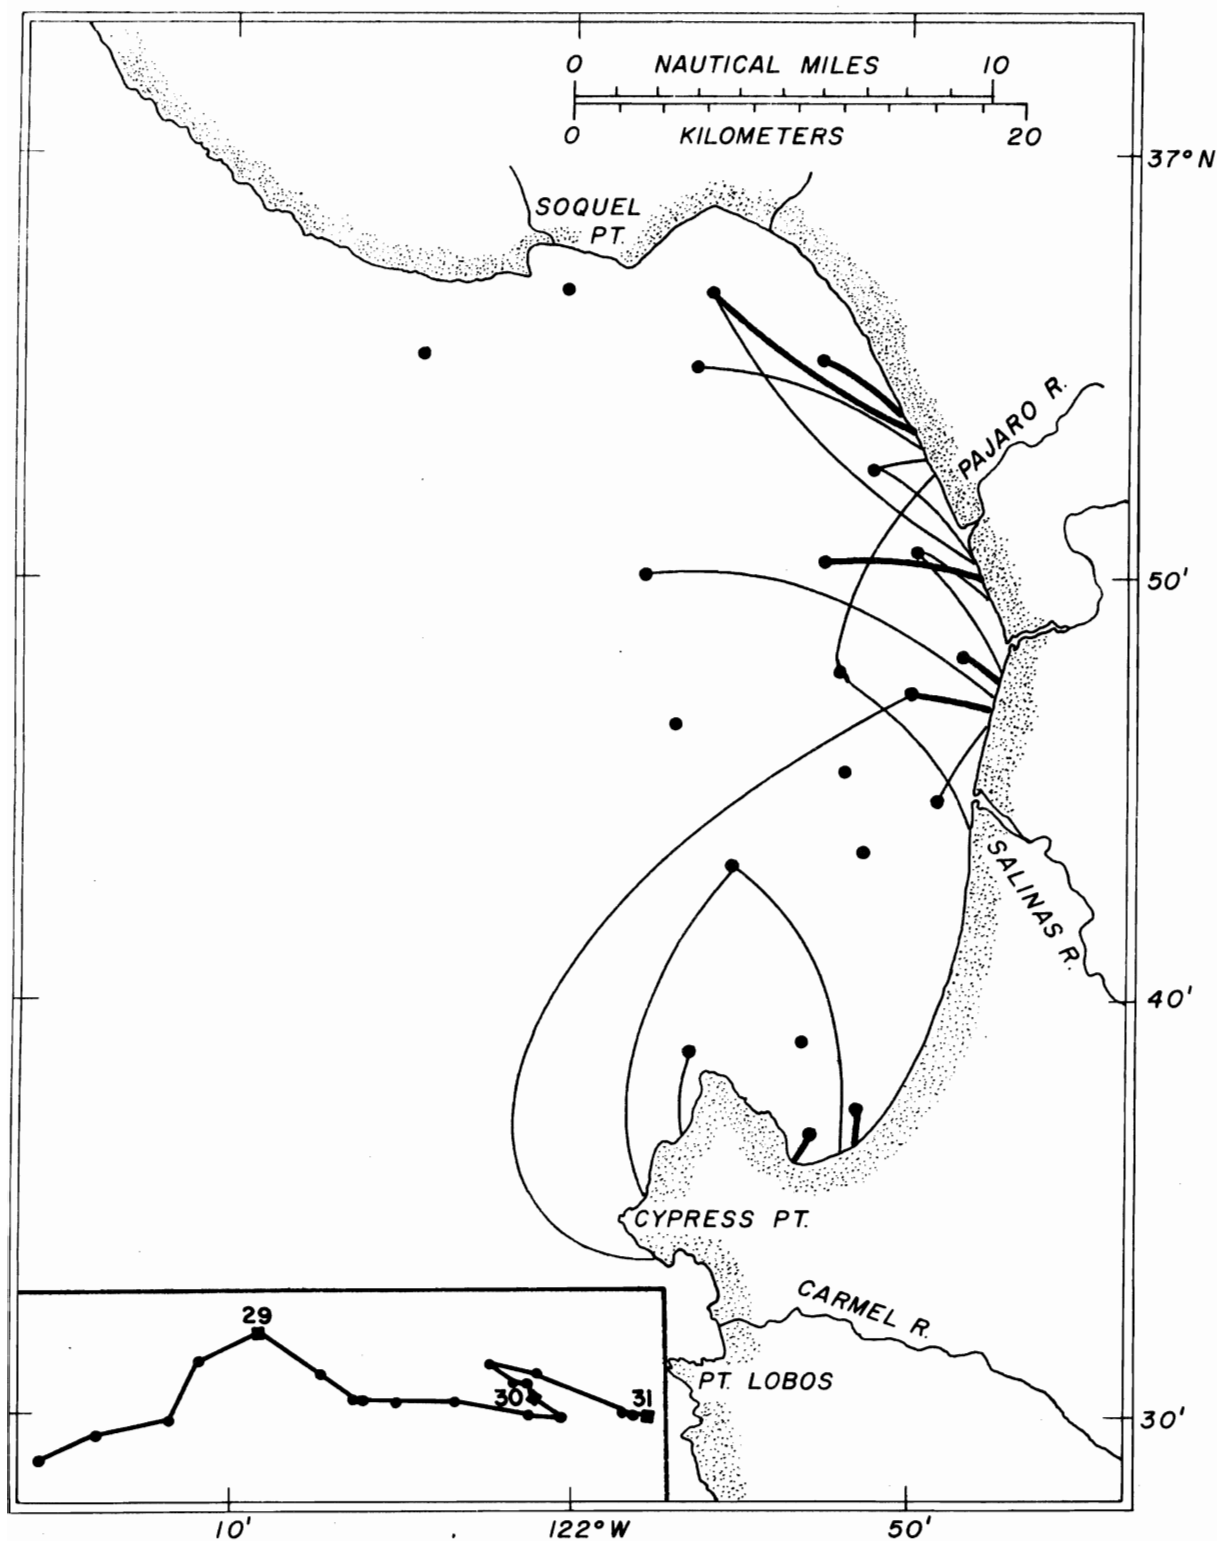 0 NAUTICAL MILES 10
0 KILOMETERS 20
37°N
SOQUEL
PT.
PAJARO R.
50'
SALINAS R.
40'
CYPRESS PT.
CARMEL R.
29
30
31
PT. LOBOS
30'
10' 122°W 50'